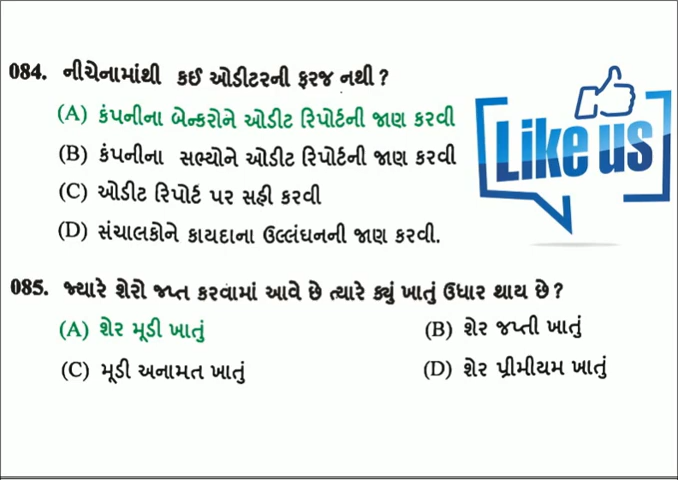 084. નીચેનામાંથી કઈ ઓડીટરની ફરજ નથી ?
(A) કંપનીના બેન્કરોને ઓડીટ રિપોર્ટની જાણ કરવી
(B) કંપનીના સભ્યોને ઓડીટ રિપોર્ટની જાણ કરવી
(C) ઓડીટ રિપોર્ટ પર સહી કરવી
(D) સંચાલકોને કાયદાના ઉલ્લંઘનની જાણ કરવી.
Like us
085. જ્યારે શેરો જપ્ત કરવામાં આવે છે ત્યારે ક્યું ખાતું ઉધાર થાય છે ?
(A) શેર મૂડી ખાતું (B) શેર જપ્તી ખાતું
(C) મૂડી અનામત ખાતું (D) શેર પ્રીમીયમ ખાતું